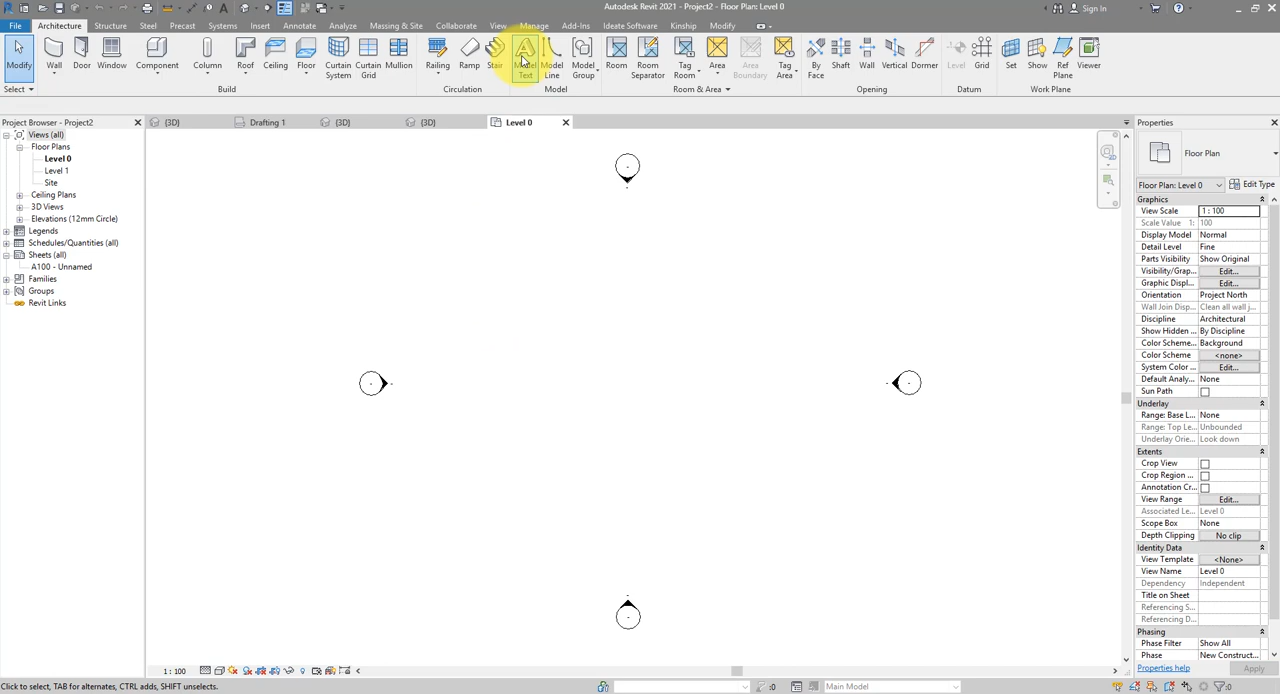 Autodesk Revit 2021 - Project2 - Floor Plan: Level 0
Sign In
File Architecture Structure Steel Precast Systems Insert Annotate Analyze Massing & Site Collaborate View Manage Add-Ins Ideate Software Kinship Modify
Modify Wall Door Window Component Column Roof Ceiling Floor Curtain System Curtain Grid Mullion Railing Ramp Stair Model Text Model Line Model Group Room Room Separator Tag Room Area Area Boundary Tag Area By Face Shaft Wall Vertical Dormer Level Grid Set Show Ref Plane Viewer
Select Build Circulation Model Room & Area Opening Datum Work Plane
Project Browser - Project2
{3D} Drafting 1 {3D} {3D} Level 0
Properties
Views (all)
Floor Plans
Level 0
Level 1
Site
Ceiling Plans
3D Views
Elevations (12mm Circle)
Legends
Schedules/Quantities (all)
Sheets (all)
A100 - Unnamed
Families
Groups
Revit Links
Floor Plan
Floor Plan: Level 0 Edit Type
Graphics
View Scale 1 : 100
Scale Value 1: 100
Display Model Normal
Detail Level Fine
Parts Visibility Show Original
Visibility/Grap... Edit...
Graphic Displ... Edit...
Orientation Project North
Wall Join Disp... Clean all wall j...
Discipline Architectural
Show Hidden ... By Discipline
Color Scheme... Background
Color Scheme <none>
System Color ... Edit...
Default Analy... None
Sun Path
Underlay
Range: Base L... None
Range: Top Le... Unbounded
Underlay Orie... Look down
Extents
Crop View
Crop Region ...
Annotation Cr...
View Range Edit...
Associated Le... Level 0
Scope Box None
Depth Clipping No clip
Identity Data
View Template <None>
View Name Level 0
Dependency Independent
Title on Sheet
Referencing S...
Referencing D...
Phasing
Phase Filter Show All
Phase New Construct...
Properties help Apply
1 : 100
Click to select, TAB for alternates, CTRL adds, SHIFT unselects.
:0
Main Model
:0